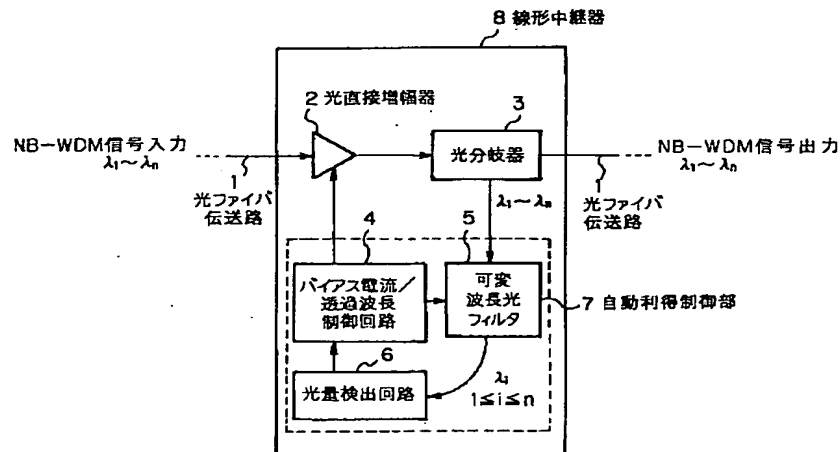 8 線形中継器
2 光直接増幅器
3
NB-WDM信号入力
λ₁~λₙ
光分岐器
NB-WDM信号出力
λ₁~λₙ
1
光ファイバ
伝送路
λ₁~λₙ
1
光ファイバ
伝送路
4
5
バイアス電流/
透過波長
制御回路
可変
波長光
フィルタ
7 自動利得制御部
6
光量検出回路
λᵢ
1≤i≤n